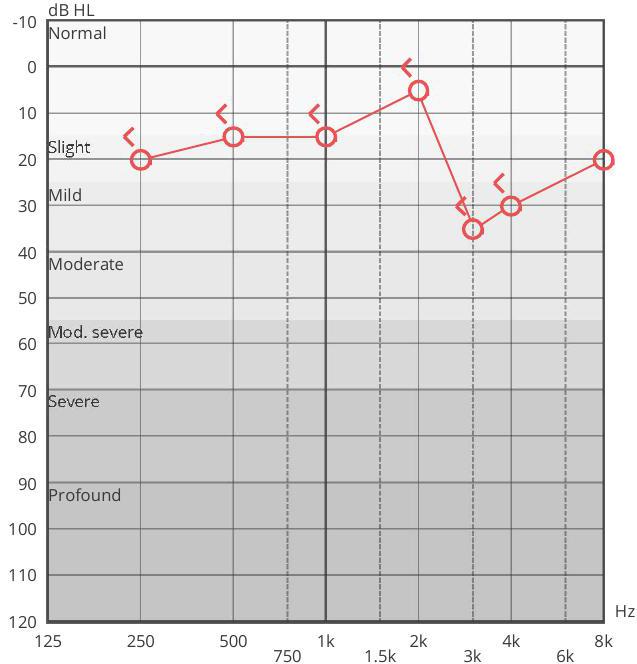 dB HL
-10
Normal
0
10
Slight
20
Mild
30
40
Moderate
50
Mod. severe
60
70
Severe
80
90
Profound
100
110
Hz
120
125 250 500 1k 2k 4k 8k
750 1.5k 3k 6k